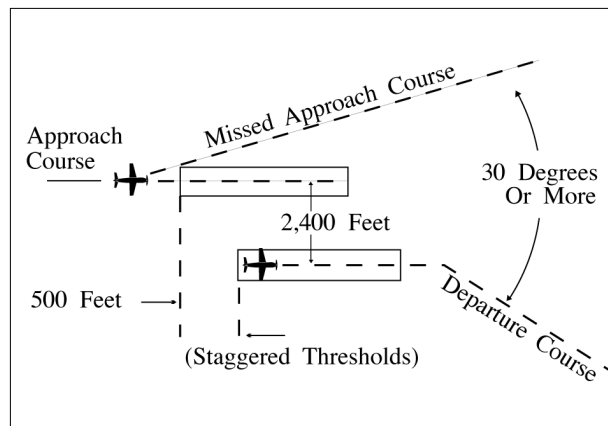 Missed Approach Course
Approach
Course
30 Degrees
Or More
2,400 Feet
500 Feet
Departure Course
(Staggered Thresholds)